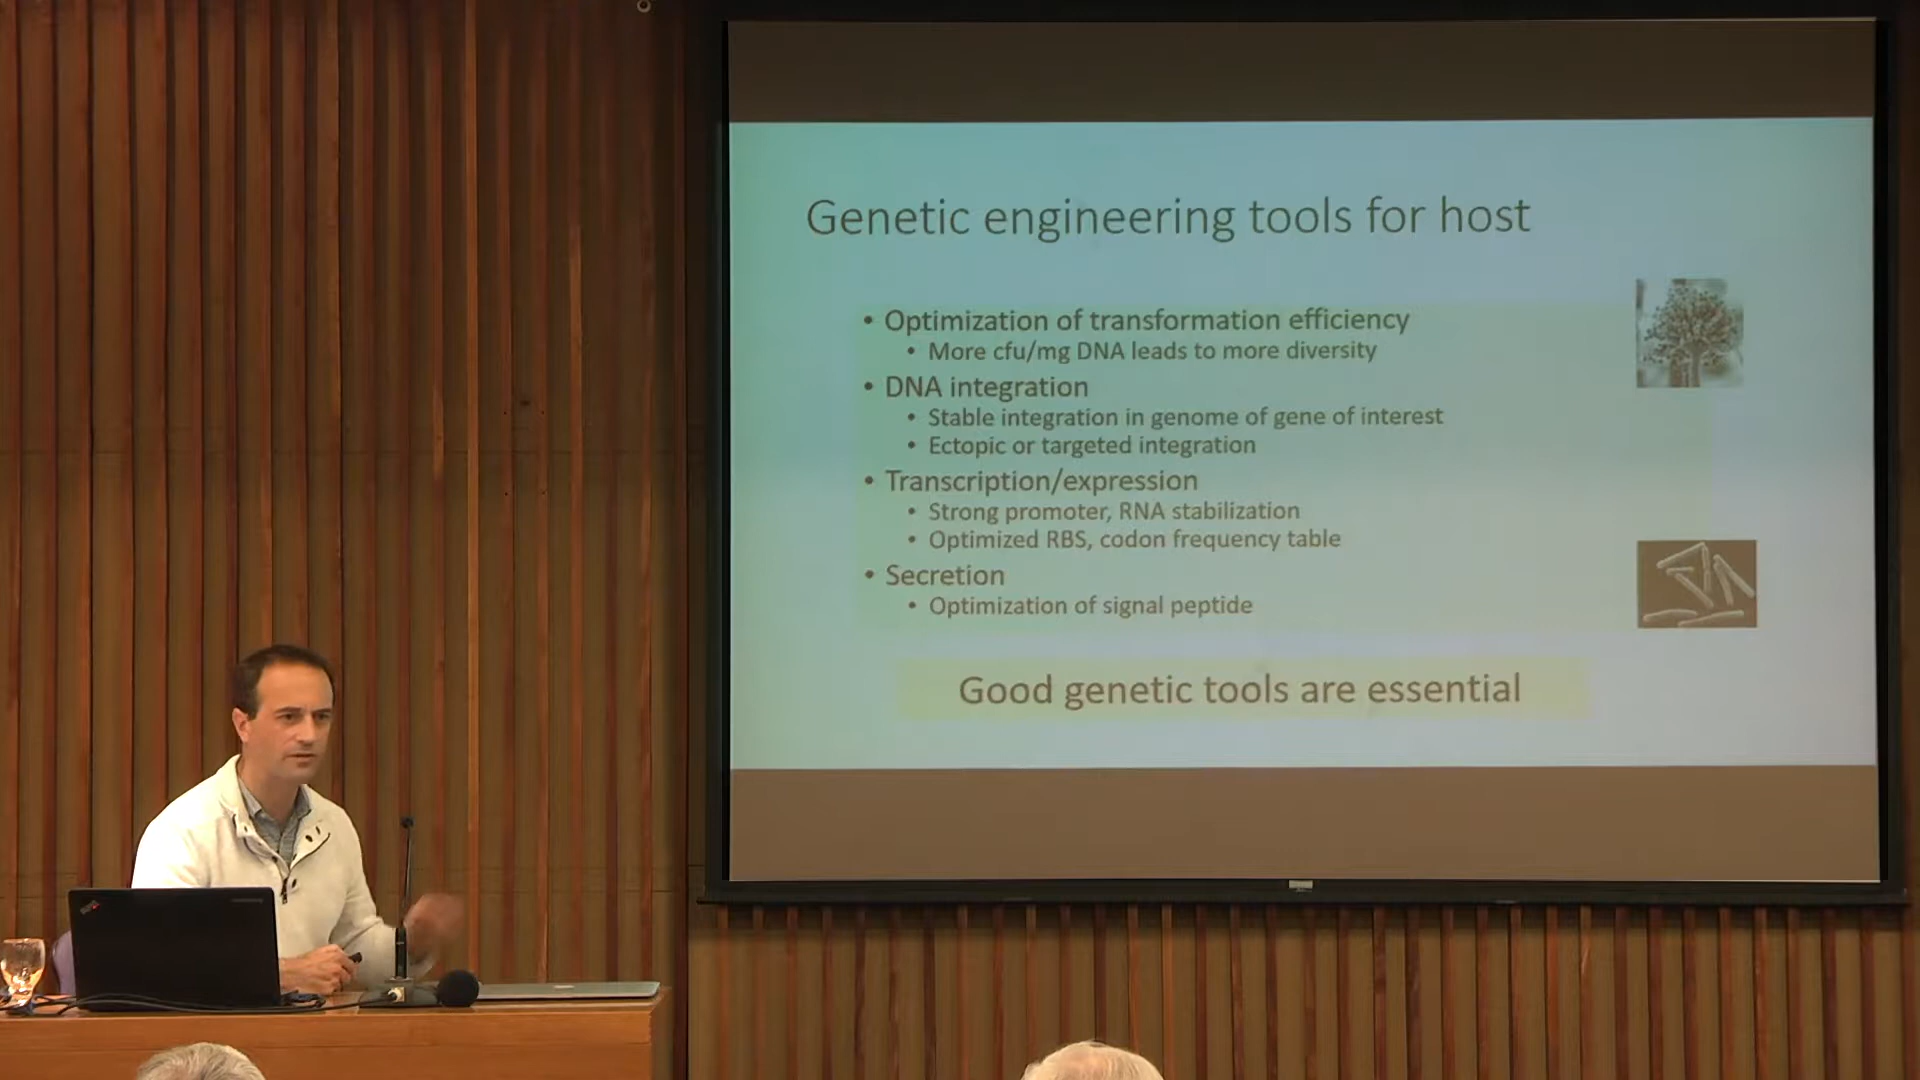 Genetic engineering tools for host
• Optimization of transformation efficiency
• More cfu/mg DNA leads to more diversity
• DNA integration
• Stable integration in genome of gene of interest
• Ectopic or targeted integration
• Transcription/expression
• Strong promoter, RNA stabilization
• Optimized RBS, codon frequency table
• Secretion
• Optimization of signal peptide
Good genetic tools are essential